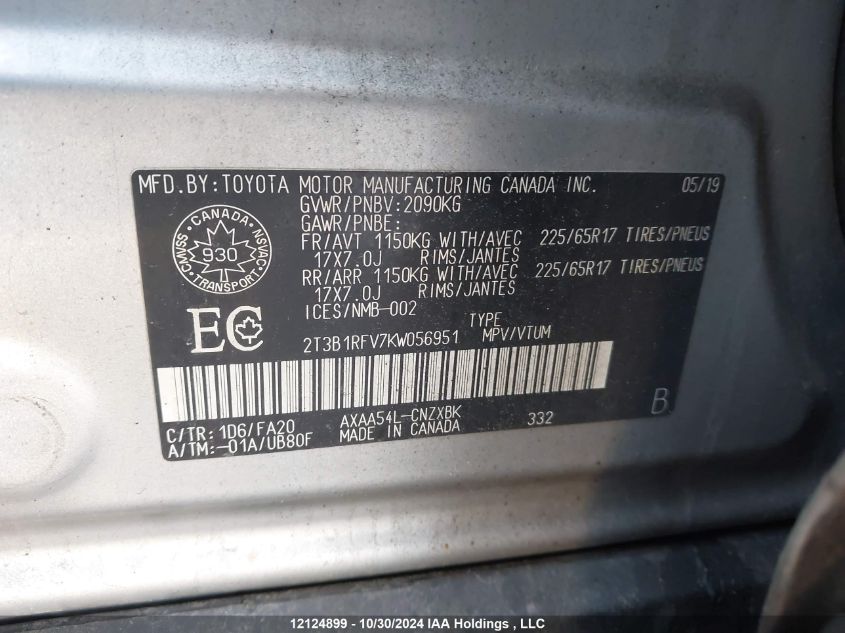 MFD.BY:TOYOTA MOTOR MANUFACTURING CANADA INC. 05/19
GVWR/PNBV:2090KG
GAWR/PNBE:
FR/AVT 1150KG WITH/AVEC 225/65R17 TIRES/PNEUS
17X7.0J RIMS/JANTES
RR/ARR 1150KG WITH/AVEC 225/65R17 TIRES/PNEUS
17X7.0J RIMS/JANTES
ICES/NMB-002
CANADA
CMVSS 930 NSVAC
TRANSPORT
EC
TYPE
2T3B1RFV7KW056951 MPV/VTUM
B
C/TR: 1D6/FA20 AXAA54L-CNZXBK 332
A/TM:-01A/UB80F MADE IN CANADA
12124899 - 10/30/2024 IAA Holdings , LLC